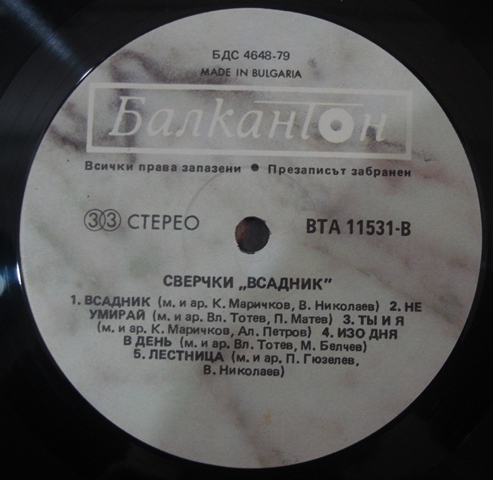 БДС 4648-79
MADE IN BULGARIA
Балкантон
Всички права запазени ● Презаписът забранен
33 СТЕРЕО
ВТА 11531-В
СВЕРЧКИ „ВСАДНИК”
1. ВСАДНИК (м. и ар. К. Маричков, В. Николаев) 2. НЕ
УМИРАЙ (м. и ар. Вл. Тотев, П. Матев) 3. ТЫ И Я
(м. и ар. К. Маричков, Ал. Петров) 4. ИЗО ДНЯ
В ДЕНЬ (м. и ар. Вл. Тотев, М. Белчев)
5. ЛЕСТНИЦА (м. и ар. П. Гюзелев,
В. Николаев)